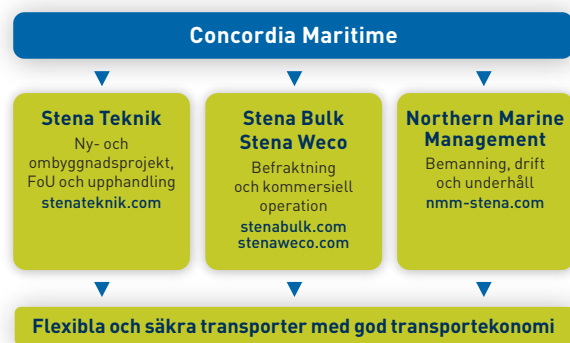 Concordia Maritime
Stena Teknik
Ny- och
ombyggnadsprojekt,
FoU och upphandling
stenateknik.com
Stena Bulk
Stena Weco
Befraktning
och kommersiell
operation
stenabulk.com
stenaweco.com
Northern Marine
Management
Bemanning, drift
och underhåll
nmm-stena.com
Flexibla och säkra transporter med god transportekonomi